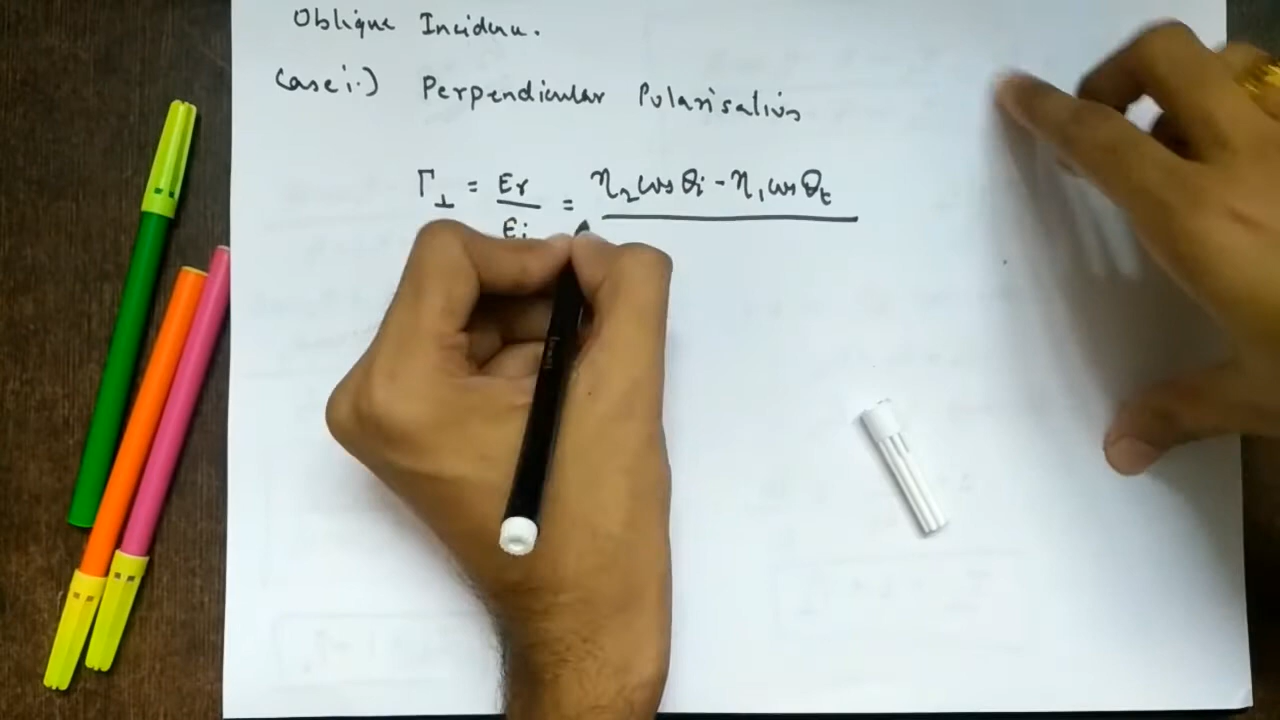 Oblique Incidence.
Case i.) Perpendicular Polarisation
Γ⊥ = Er / Ei = η2 cos θi - η1 cos θt